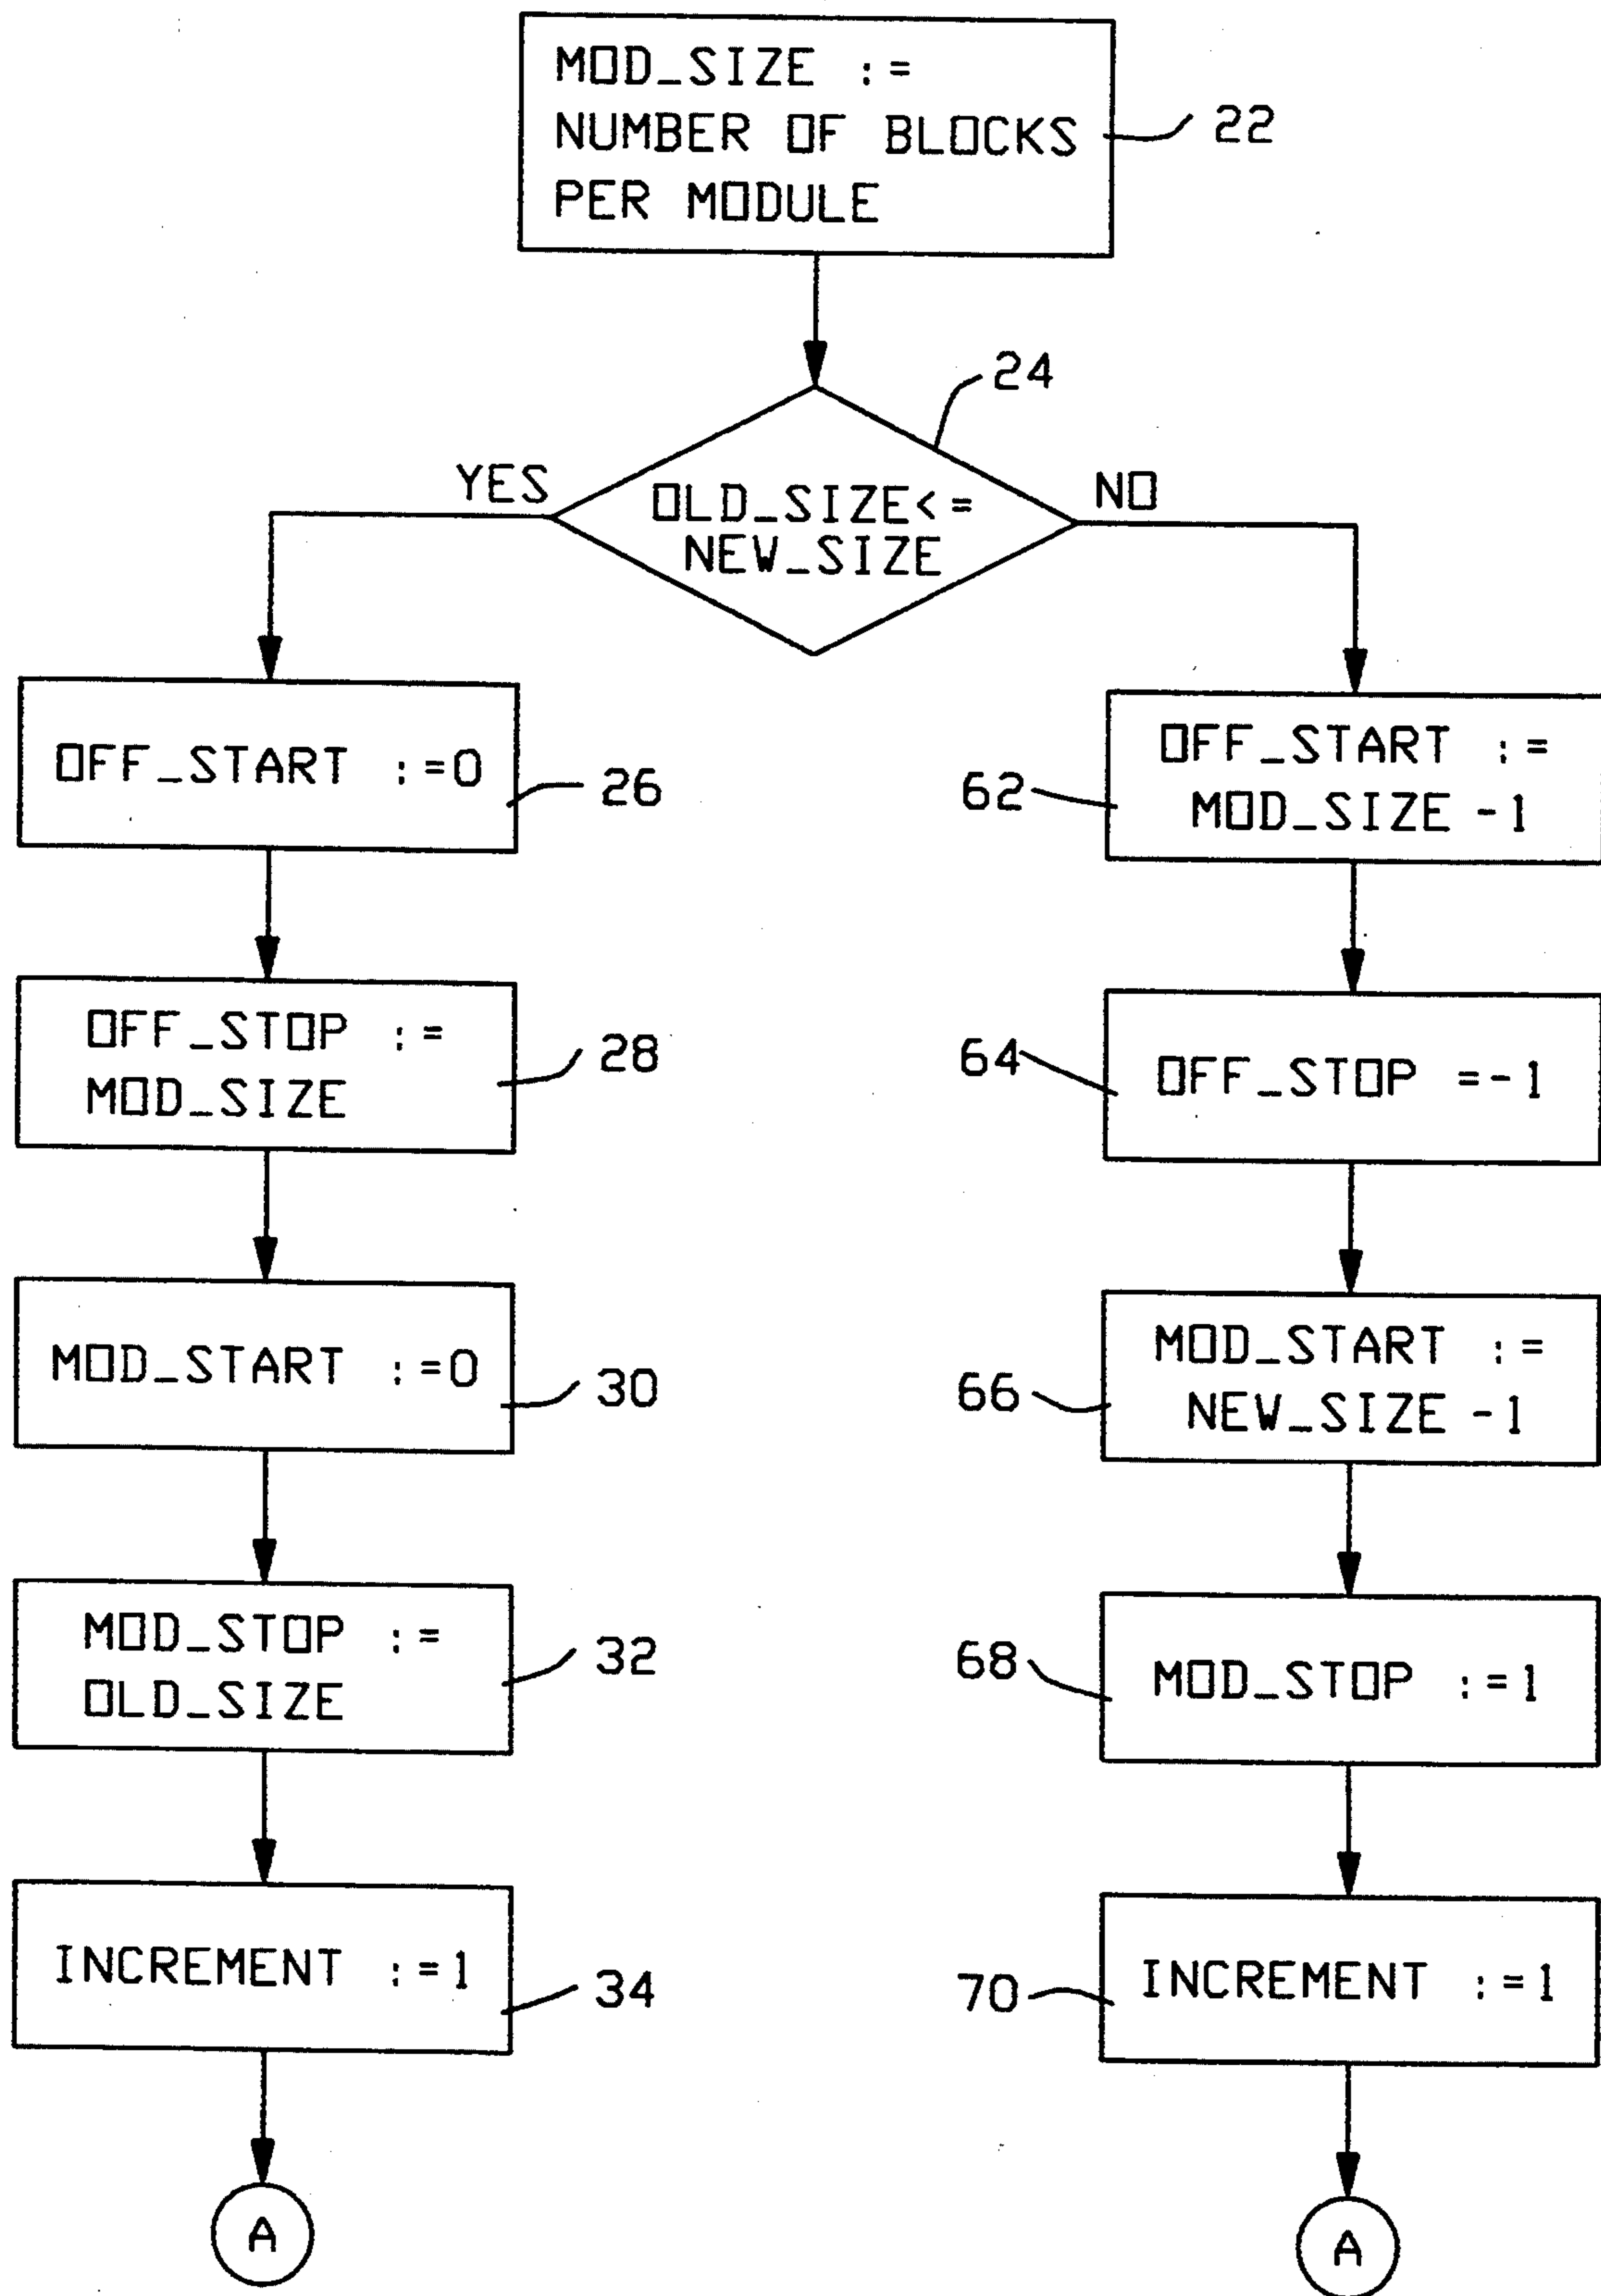 MOD_SIZE :=
NUMBER OF BLOCKS
PER MODULE
22
24
YES
OLD_SIZE<=
NEW_SIZE
NO
OFF_START :=0
26
62
OFF_START :=
MOD_SIZE -1
OFF_STOP :=
MOD_SIZE
28
64
OFF_STOP =-1
MOD_START :=0
30
66
MOD_START :=
NEW_SIZE -1
MOD_STOP :=
OLD_SIZE
32
68
MOD_STOP :=1
INCREMENT :=1
34
70
INCREMENT :=1
A
A